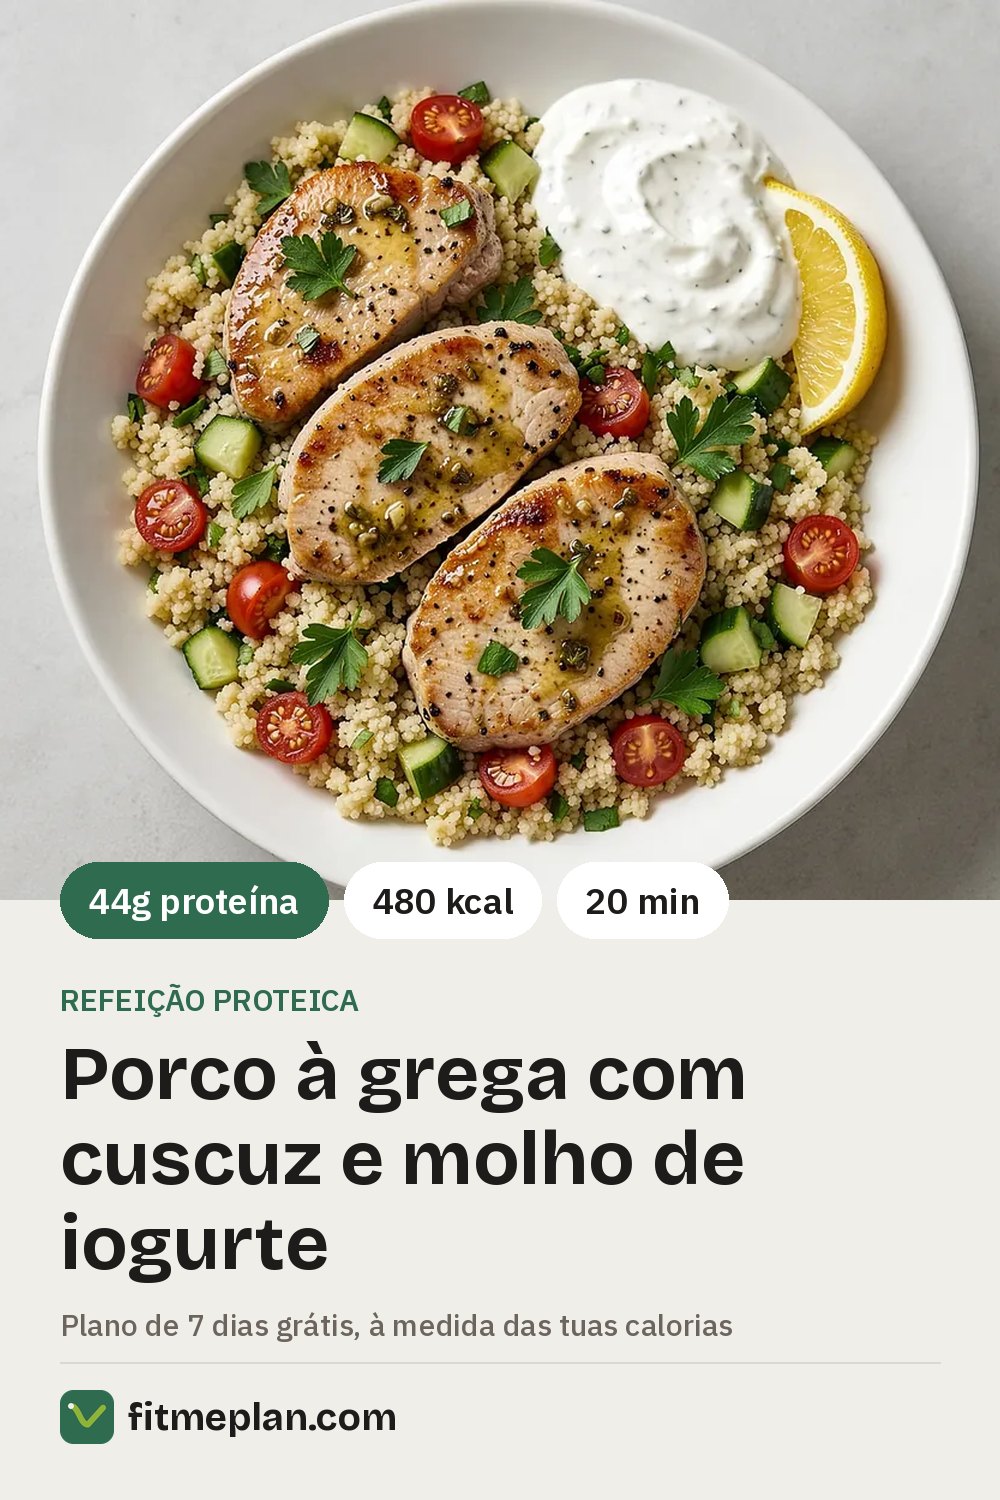 44g proteína
480 kcal
20 min
REFEIÇÃO PROTEICA
Porco à grega com
cuscuz e molho de
iogurte
Plano de 7 dias grátis, à medida das tuas calorias
fitmeplan.com